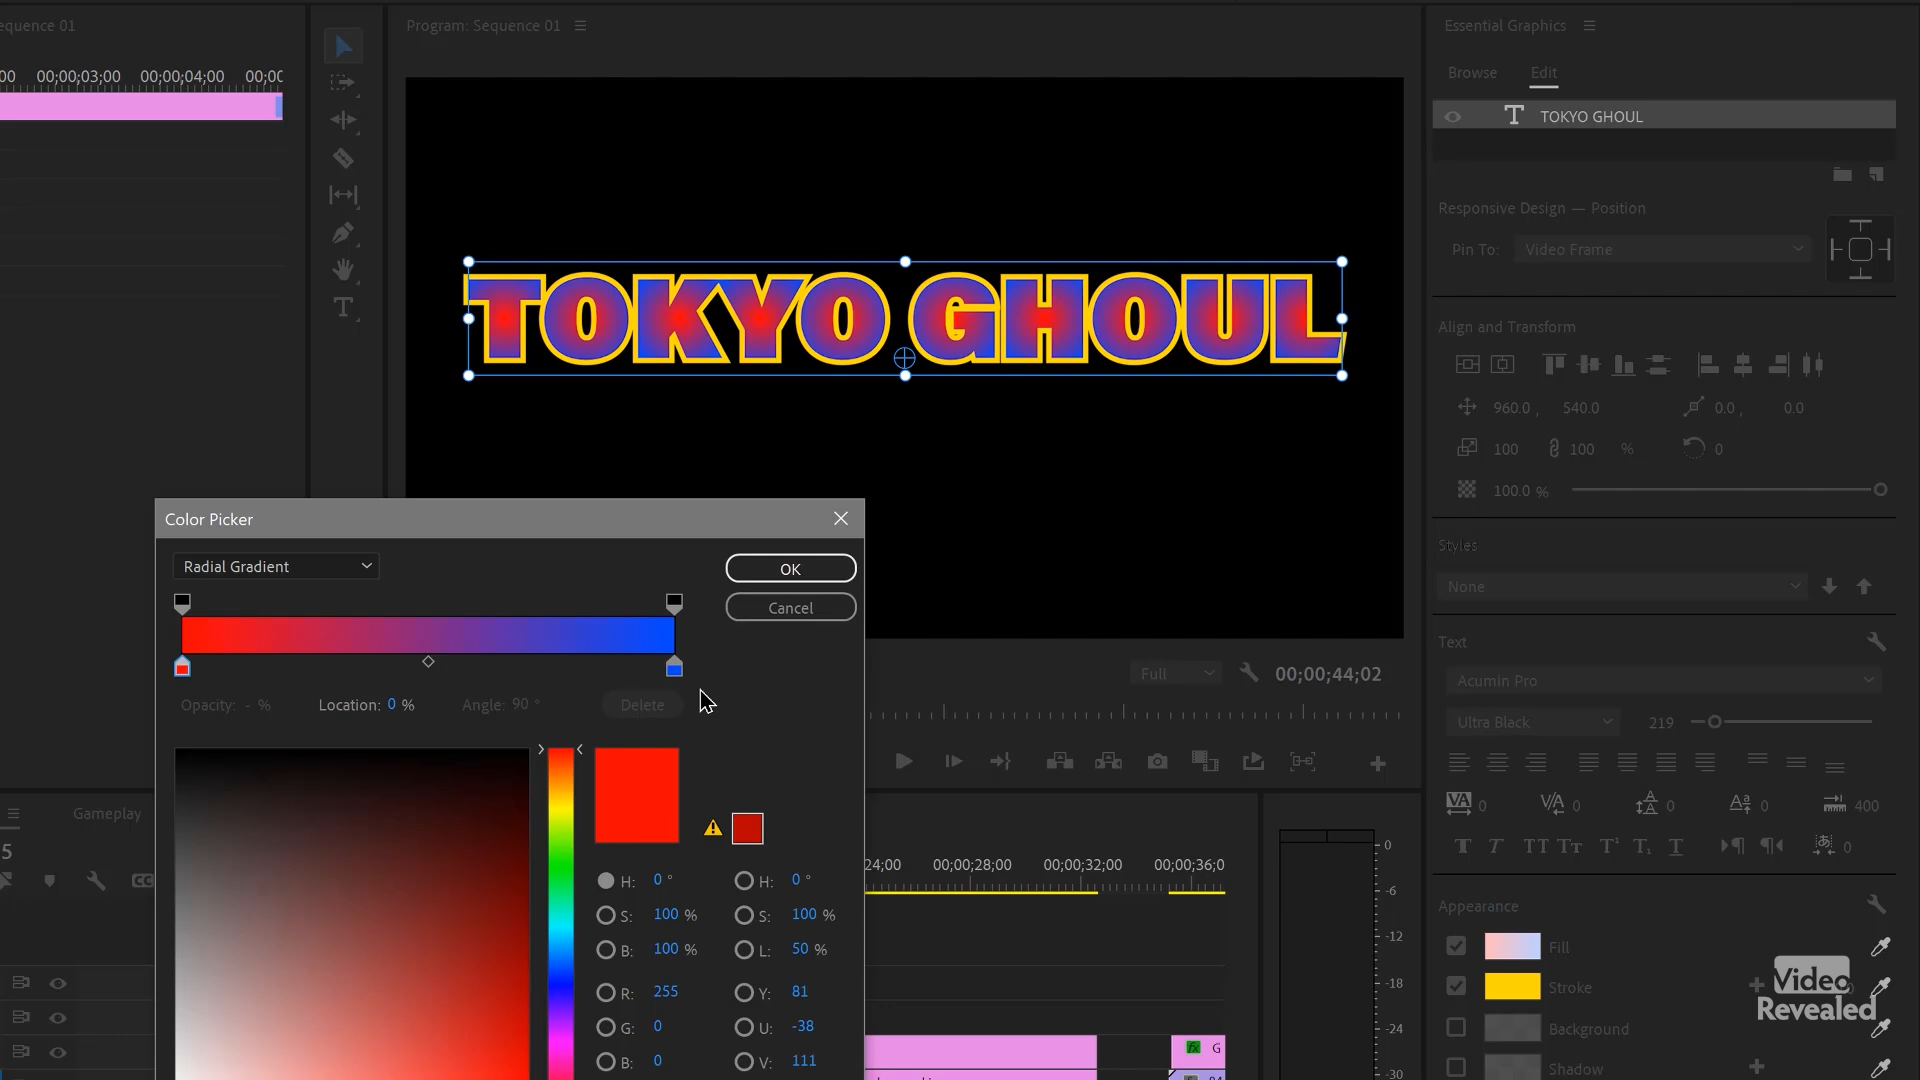 equence 01
00 00;00;03;00 00;00;04;00 00;0C
Program: Sequence 01
TOKYO GHOUL
Full 00;00;44;02
Essential Graphics
Browse Edit
TOKYO GHOUL
Responsive Design — Position
Pin To: Video Frame
Align and Transform
960.0 , 540.0 0.0 , 0.0
100 100 % 0
100.0 %
Styles
None
Text
Acumin Pro
Ultra Black 219
0 0 0 0 400
0
Appearance
Fill
Stroke
Background
Shadow
Video
Revealed
Color Picker
Radial Gradient
OK
Cancel
Opacity: - % Location: 0 % Angle: 90 ° Delete
H: 0 ° H: 0 °
S: 100 % S: 100 %
B: 100 % L: 50 %
R: 255 Y: 81
G: 0 U: -38
B: 0 V: 111
Gameplay
5
CC
24;00 00;00;28;00 00;00;32;00 00;00;36;0
fx G
0
-6
-12
-18
-24
-30